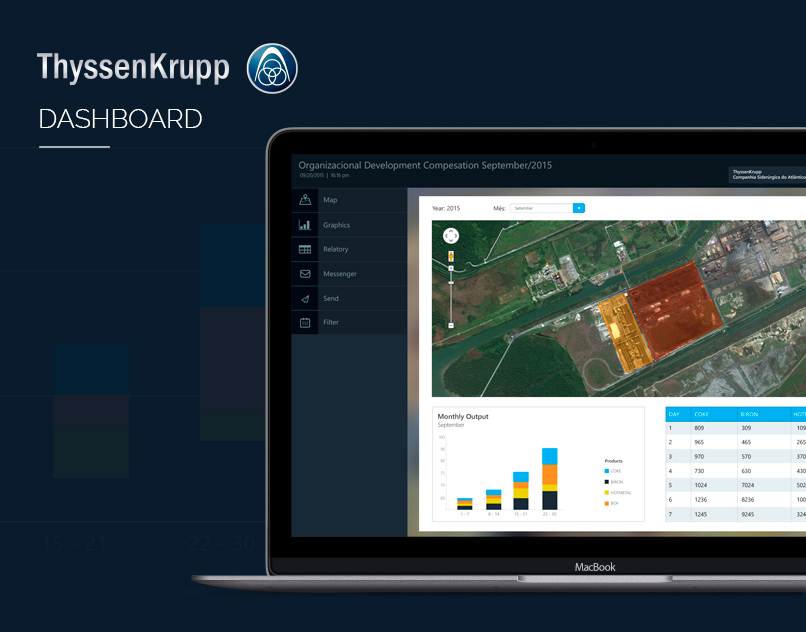 ThyssenKrupp
DASHBOARD
Organizacional Development Compesation September/2015
09/20/2015 | 16:16 pm
ThyssenKrupp
Companhia Siderúrgica do Atlântico
Map
Graphics
Relatory
Messenger
Send
Filter
Year: 2015
Mês:
September
Monthly Output
September
Products
COKE
BIRON
HOTMETAL
BOF
1 - 7
8 - 14
15 - 21
22 - 30
DAY COKE BIRON HOT
1 809 309 109
2 965 465 265
3 970 570 370
4 730 630 430
5 1024 7024 502
6 1236 8236 100
7 1245 9245 324
15 - 21
22 - 30
MacBook